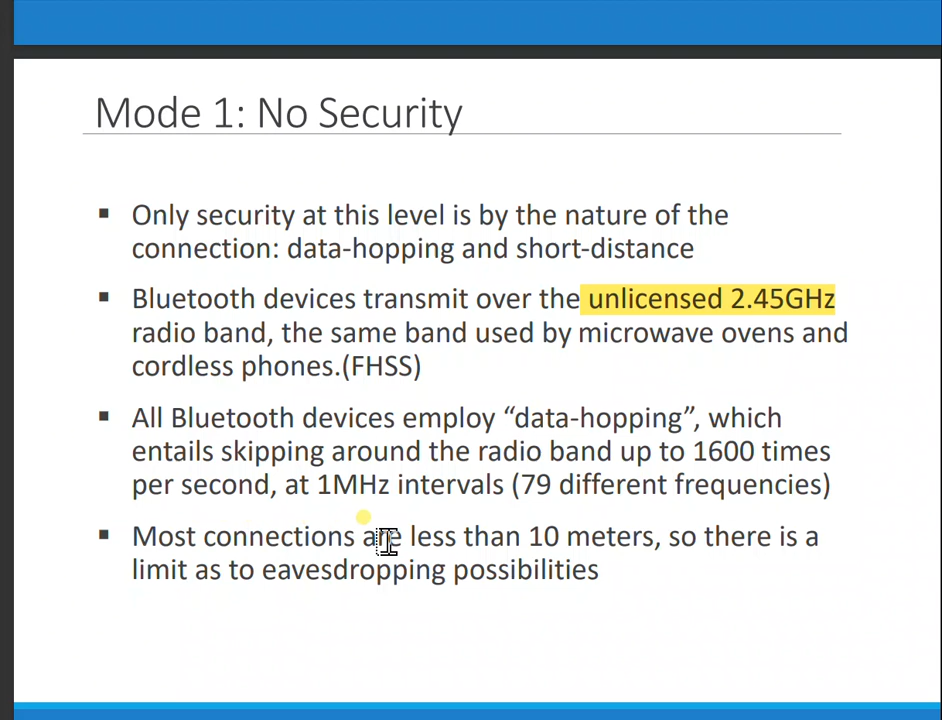 Mode 1: No Security
▪ Only security at this level is by the nature of the
connection: data-hopping and short-distance
▪ Bluetooth devices transmit over the unlicensed 2.45GHz
radio band, the same band used by microwave ovens and
cordless phones.(FHSS)
▪ All Bluetooth devices employ “data-hopping”, which
entails skipping around the radio band up to 1600 times
per second, at 1MHz intervals (79 different frequencies)
▪ Most connections are less than 10 meters, so there is a
limit as to eavesdropping possibilities